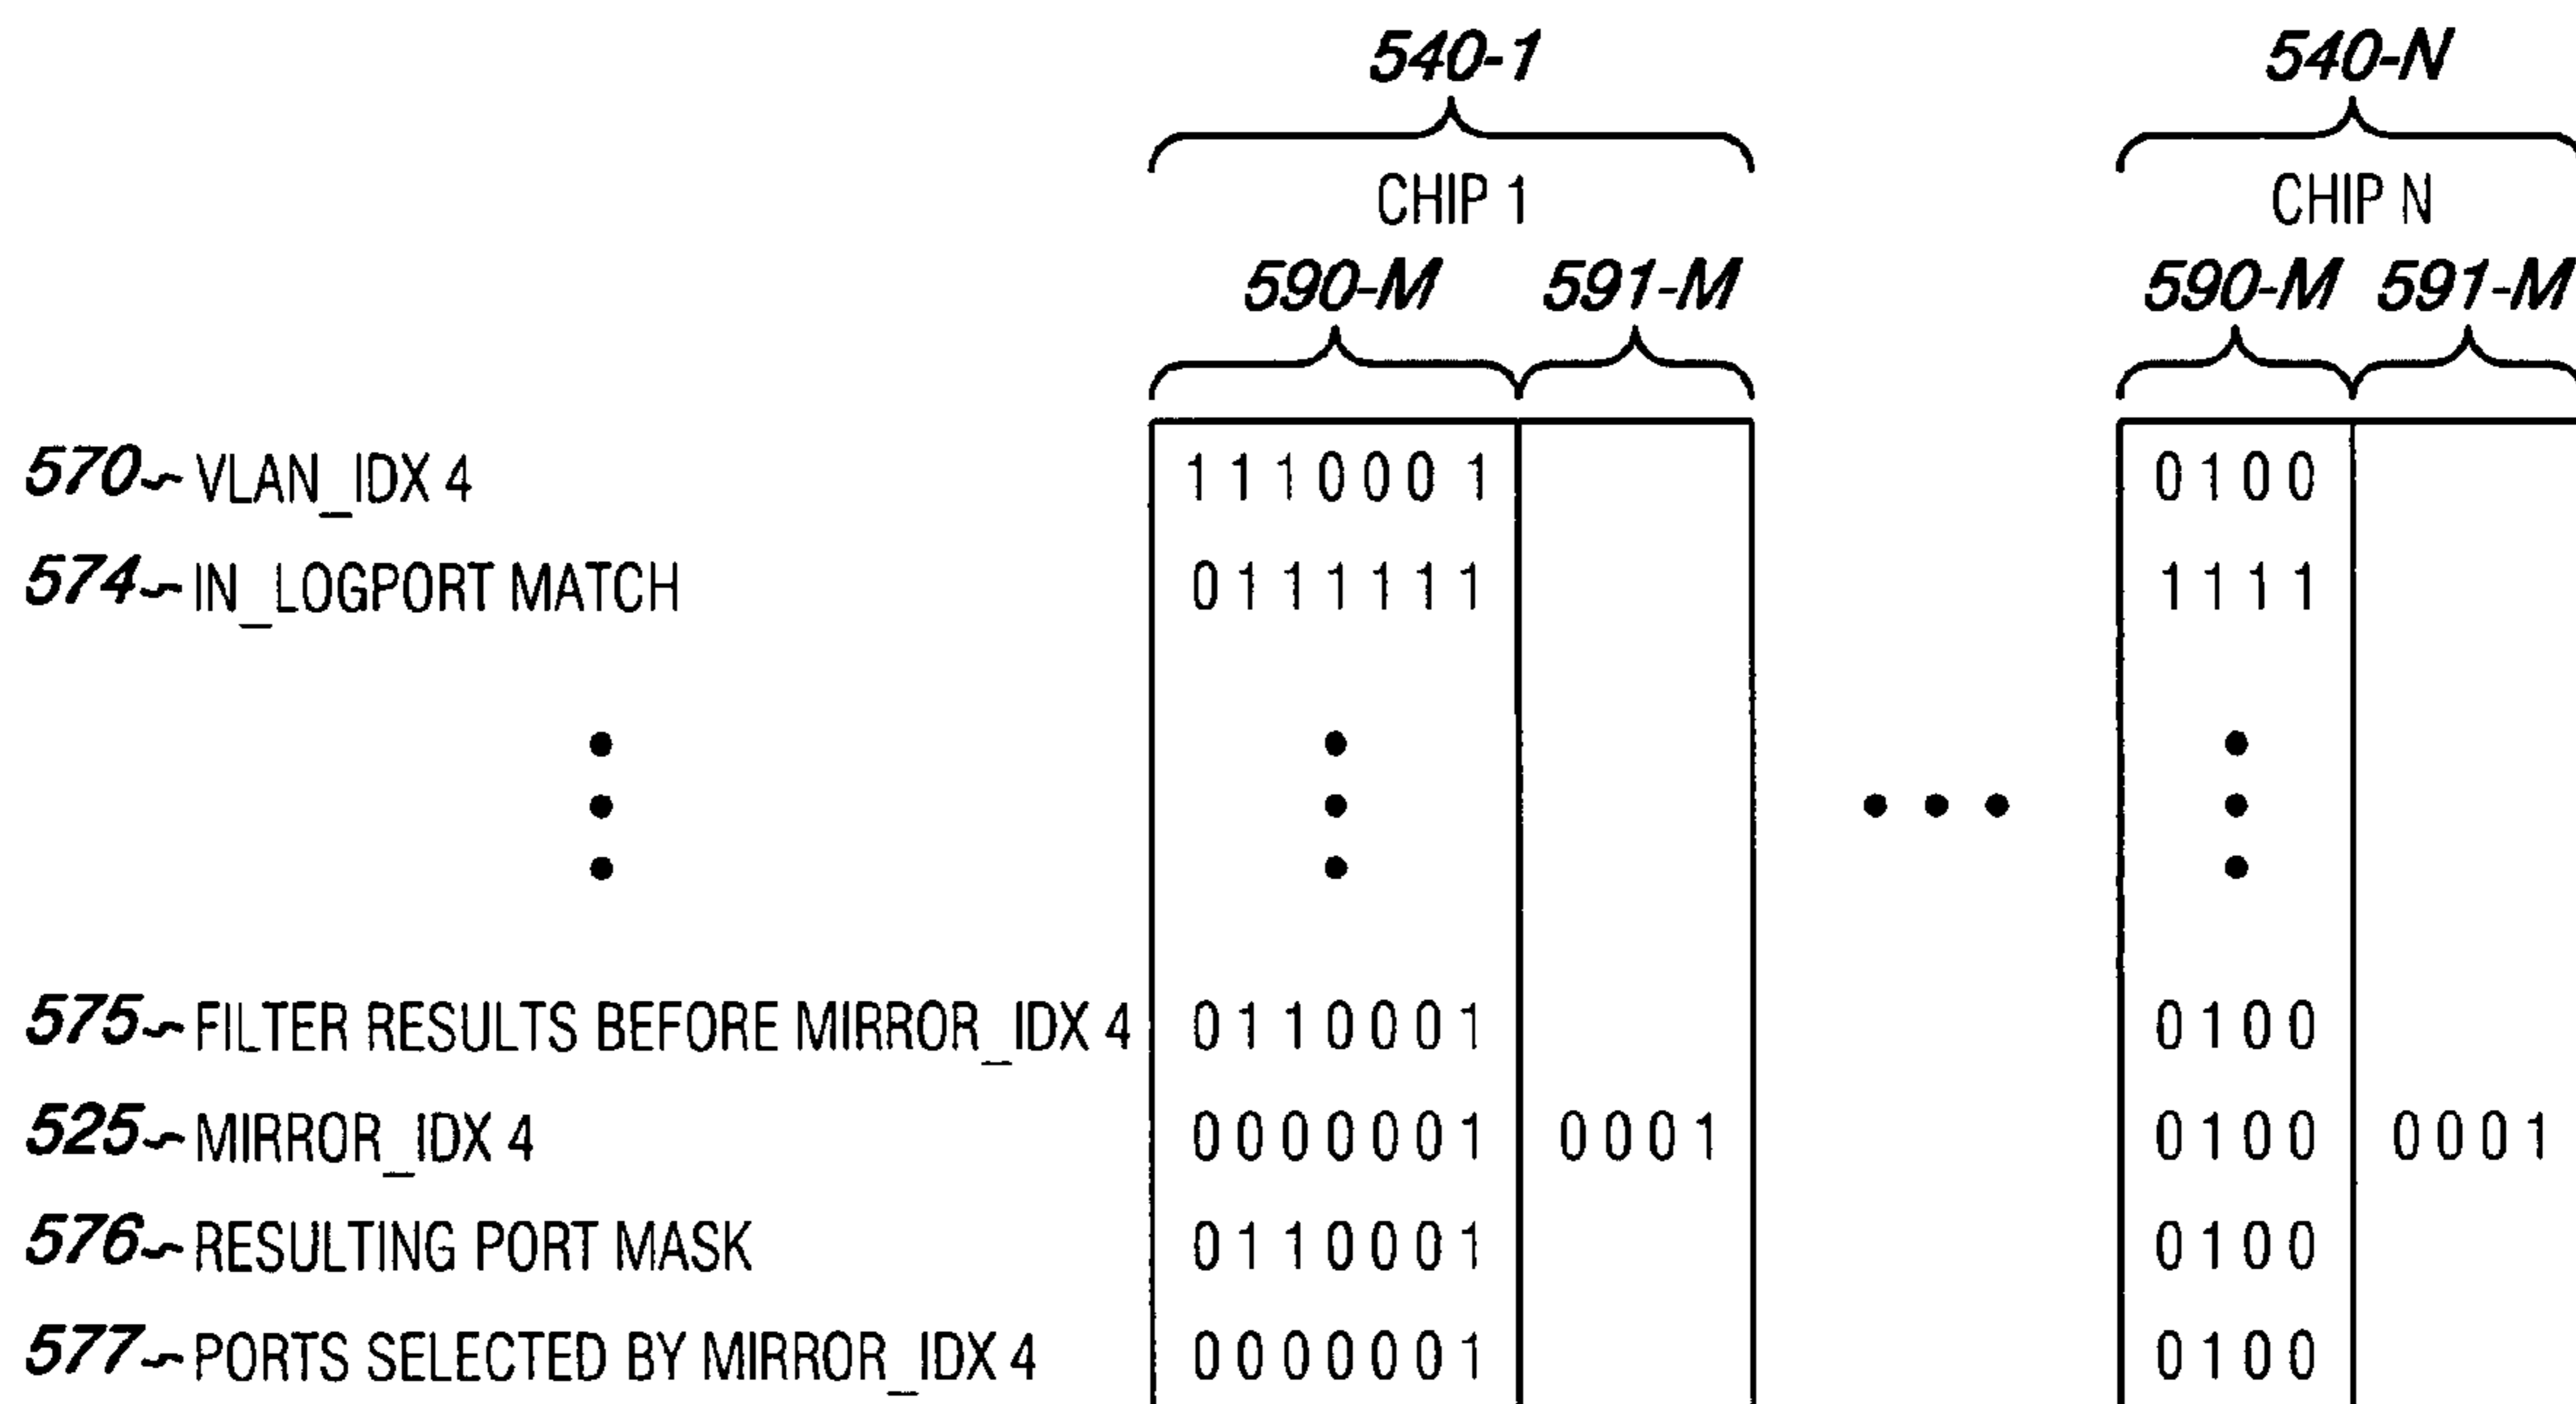 540-1 540-N
CHIP 1 CHIP N
590-M 591-M 590-M 591-M
570 VLAN_IDX 4 1 1 1 0 0 0 1 0 1 0 0
574 IN_LOGPORT MATCH 0 1 1 1 1 1 1 1 1 1 1
575 FILTER RESULTS BEFORE MIRROR_IDX 4 0 1 1 0 0 0 1 0 1 0 0
525 MIRROR_IDX 4 0 0 0 0 0 0 1 0 0 0 1 0 1 0 0 0 0 0 1
576 RESULTING PORT MASK 0 1 1 0 0 0 1 0 1 0 0
577 PORTS SELECTED BY MIRROR_IDX 4 0 0 0 0 0 0 1 0 1 0 0